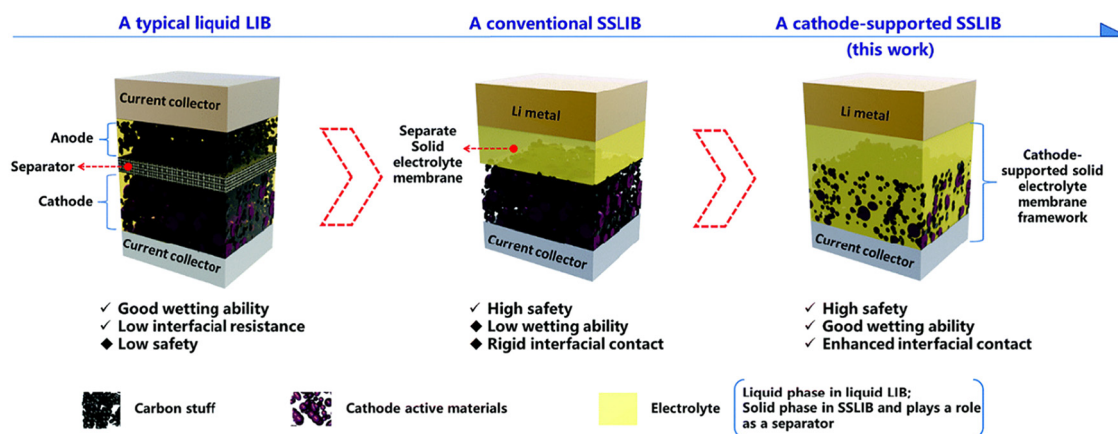 A typical liquid LIB
A conventional SSLIB
A cathode-supported SSLIB
(this work)
Current collector
Anode
Separator
Cathode
Current collector
Li metal
Separate
Solid
electrolyte
membrane
Current collector
Li metal
Cathode-
supported solid
electrolyte
membrane
framework
Current collector
✓ Good wetting ability
✓ Low interfacial resistance
◆ Low safety
✓ High safety
◆ Low wetting ability
◆ Rigid interfacial contact
✓ High safety
✓ Good wetting ability
✓ Enhanced interfacial contact
Carbon stuff
Cathode active materials
Electrolyte
Liquid phase in liquid LIB;
Solid phase in SSLIB and plays a role
as a separator